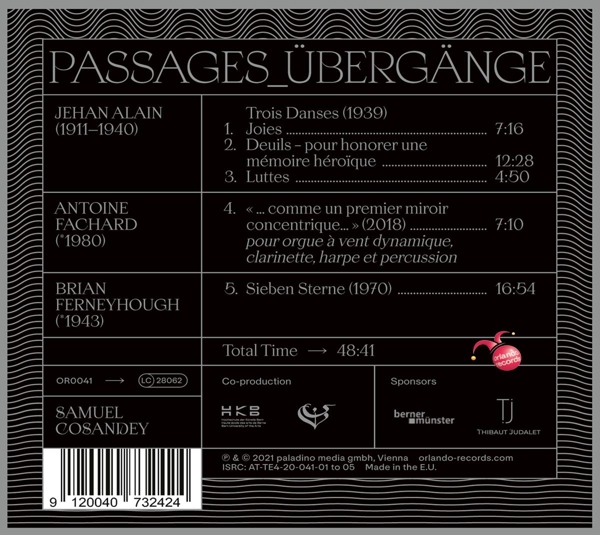 PASSAGES_ÜBERGÄNGE
JEHAN ALAIN
(1911–1940)
Trois Danses (1939)
1. Joies 7:16
2. Deuils – pour honorer une
mémoire héroïque 12:28
3. Luttes 4:50
ANTOINE
FACHARD
(*1980)
4. « ... comme un premier miroir
concentrique... » (2018) 7:10
pour orgue à vent dynamique,
clarinette, harpe et percussion
BRIAN
FERNEYHOUGH
(*1943)
5. Sieben Sterne (1970) 16:54
Total Time → 48:41
orlando
records
OR0041 → LC 28062
Co-production
Sponsors
HKB
berner
münster
TJ
THIBAUT JUDALET
SAMUEL
COSANDEY
℗ & © 2021 paladino media gmbh, Vienna orlando-records.com
ISRC: AT-TE4-20-041-01 to 05 Made in the E.U.
9 120040 732424